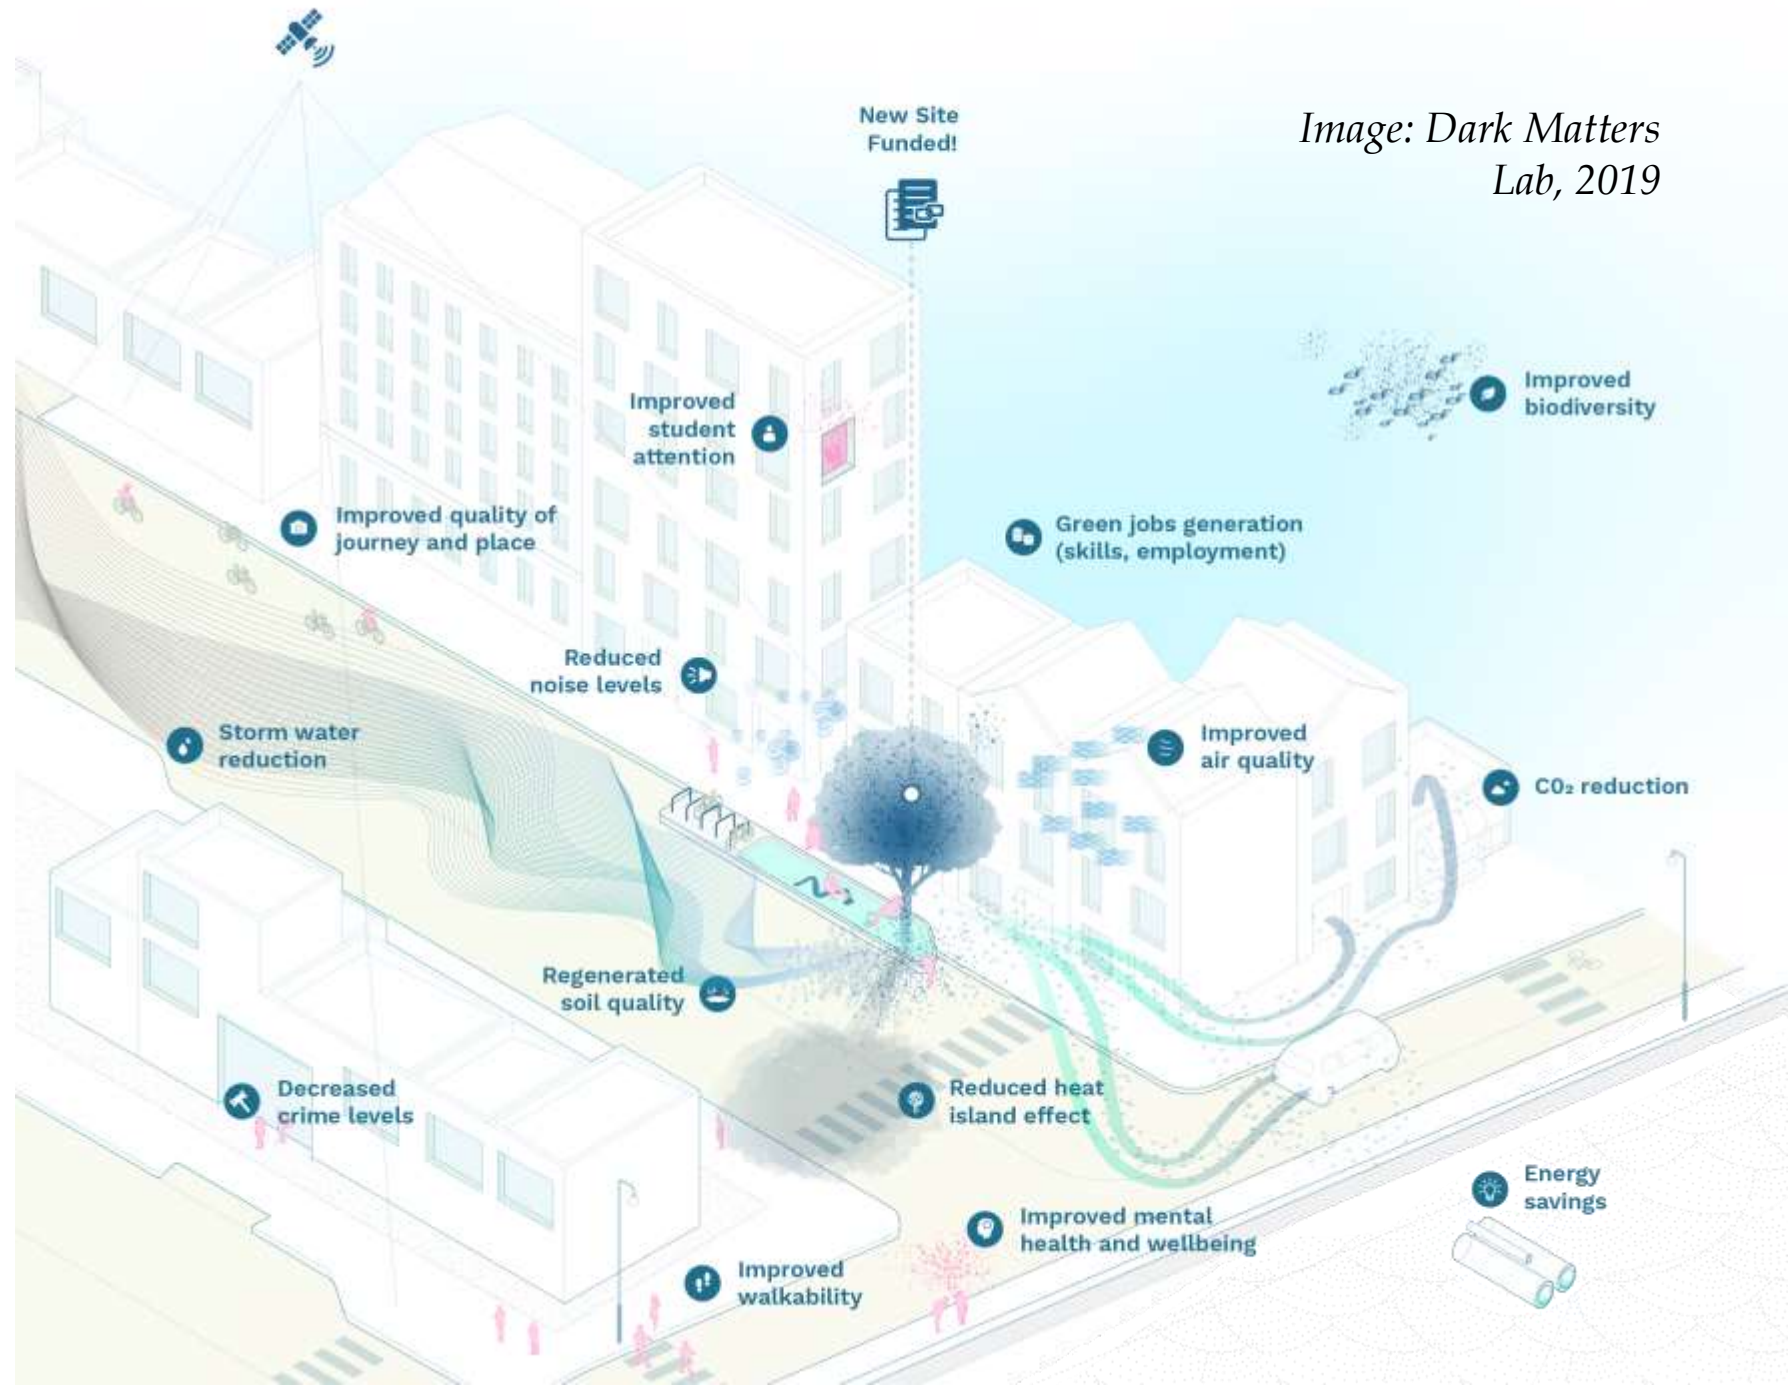 New Site
Funded!
Image: Dark Matters
Lab, 2019
Improved
biodiversity
Improved
student
attention
Improved quality of
journey and place
Green jobs generation
(skills, employment)
Reduced
noise levels
Storm water
reduction
Improved
air quality
CO₂ reduction
Regenerated
soil quality
Decreased
crime levels
Reduced heat
island effect
Energy
savings
Improved mental
health and wellbeing
Improved
walkability